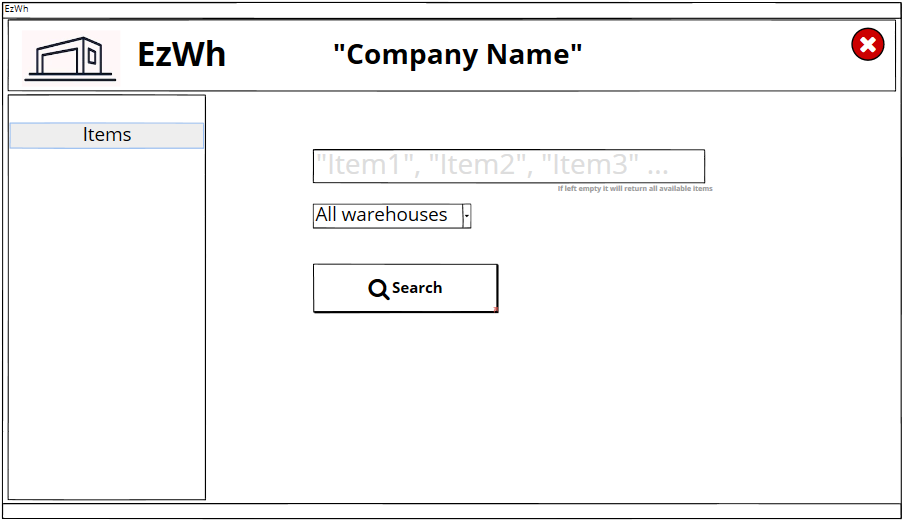 EzWh
EzWh
"Company Name"
Items
"Item1", "Item2", "Item3" ...
If left empty it will return all available items
All warehouses
Search